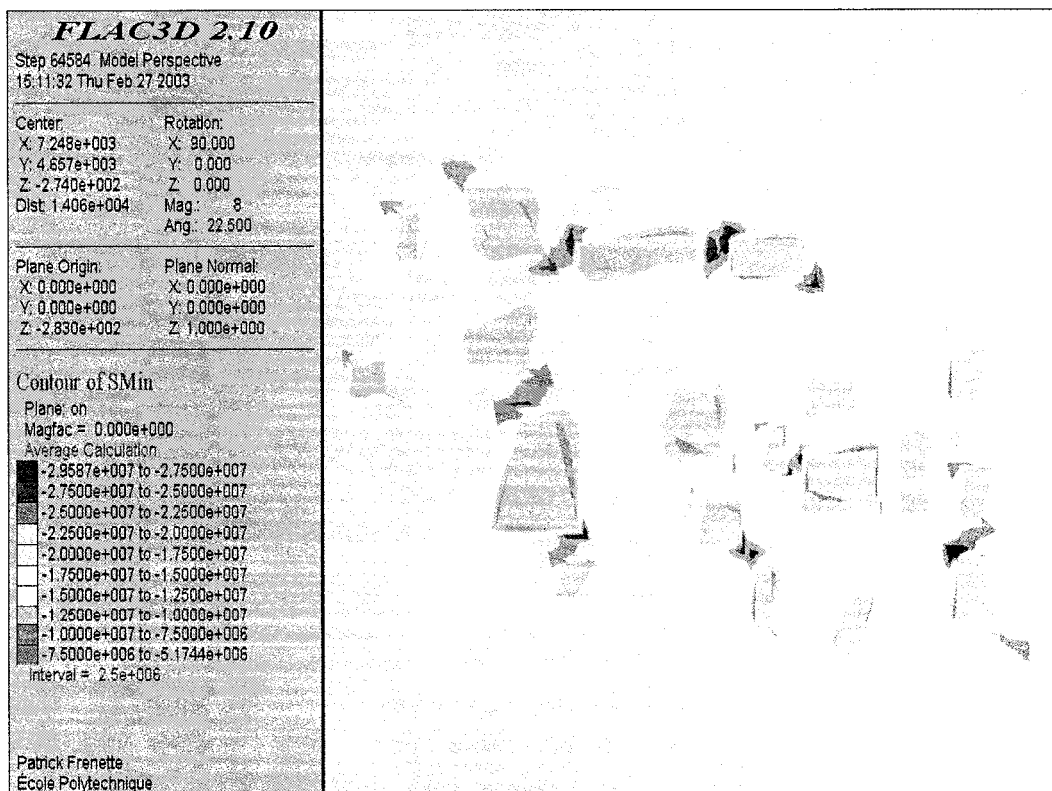 FLAC3D 2.10
Step 64584 Model Perspective
15:11:32 Thu Feb 27 2003
Center: Rotation:
X: 7.248e+003 X: 90.000
Y: 4.657e+003 Y: 0.000
Z: -2.740e+002 Z: 0.000
Dist: 1.406e+004 Mag.: 8
Ang.: 22.500
Plane Origin: Plane Normal:
X: 0.000e+000 X: 0.000e+000
Y: 0.000e+000 Y: 0.000e+000
Z: -2.830e+002 Z: 1.000e+000
Contour of SMin
Plane: on
Magfac = 0.000e+000
Average Calculation
-2.9587e+007 to -2.7500e+007
-2.7500e+007 to -2.5000e+007
-2.5000e+007 to -2.2500e+007
-2.2500e+007 to -2.0000e+007
-2.0000e+007 to -1.7500e+007
-1.7500e+007 to -1.5000e+007
-1.5000e+007 to -1.2500e+007
-1.2500e+007 to -1.0000e+007
-1.0000e+007 to -7.5000e+006
-7.5000e+006 to -5.1744e+006
Interval = 2.5e+006
Patrick Frenette
École Polytechnique